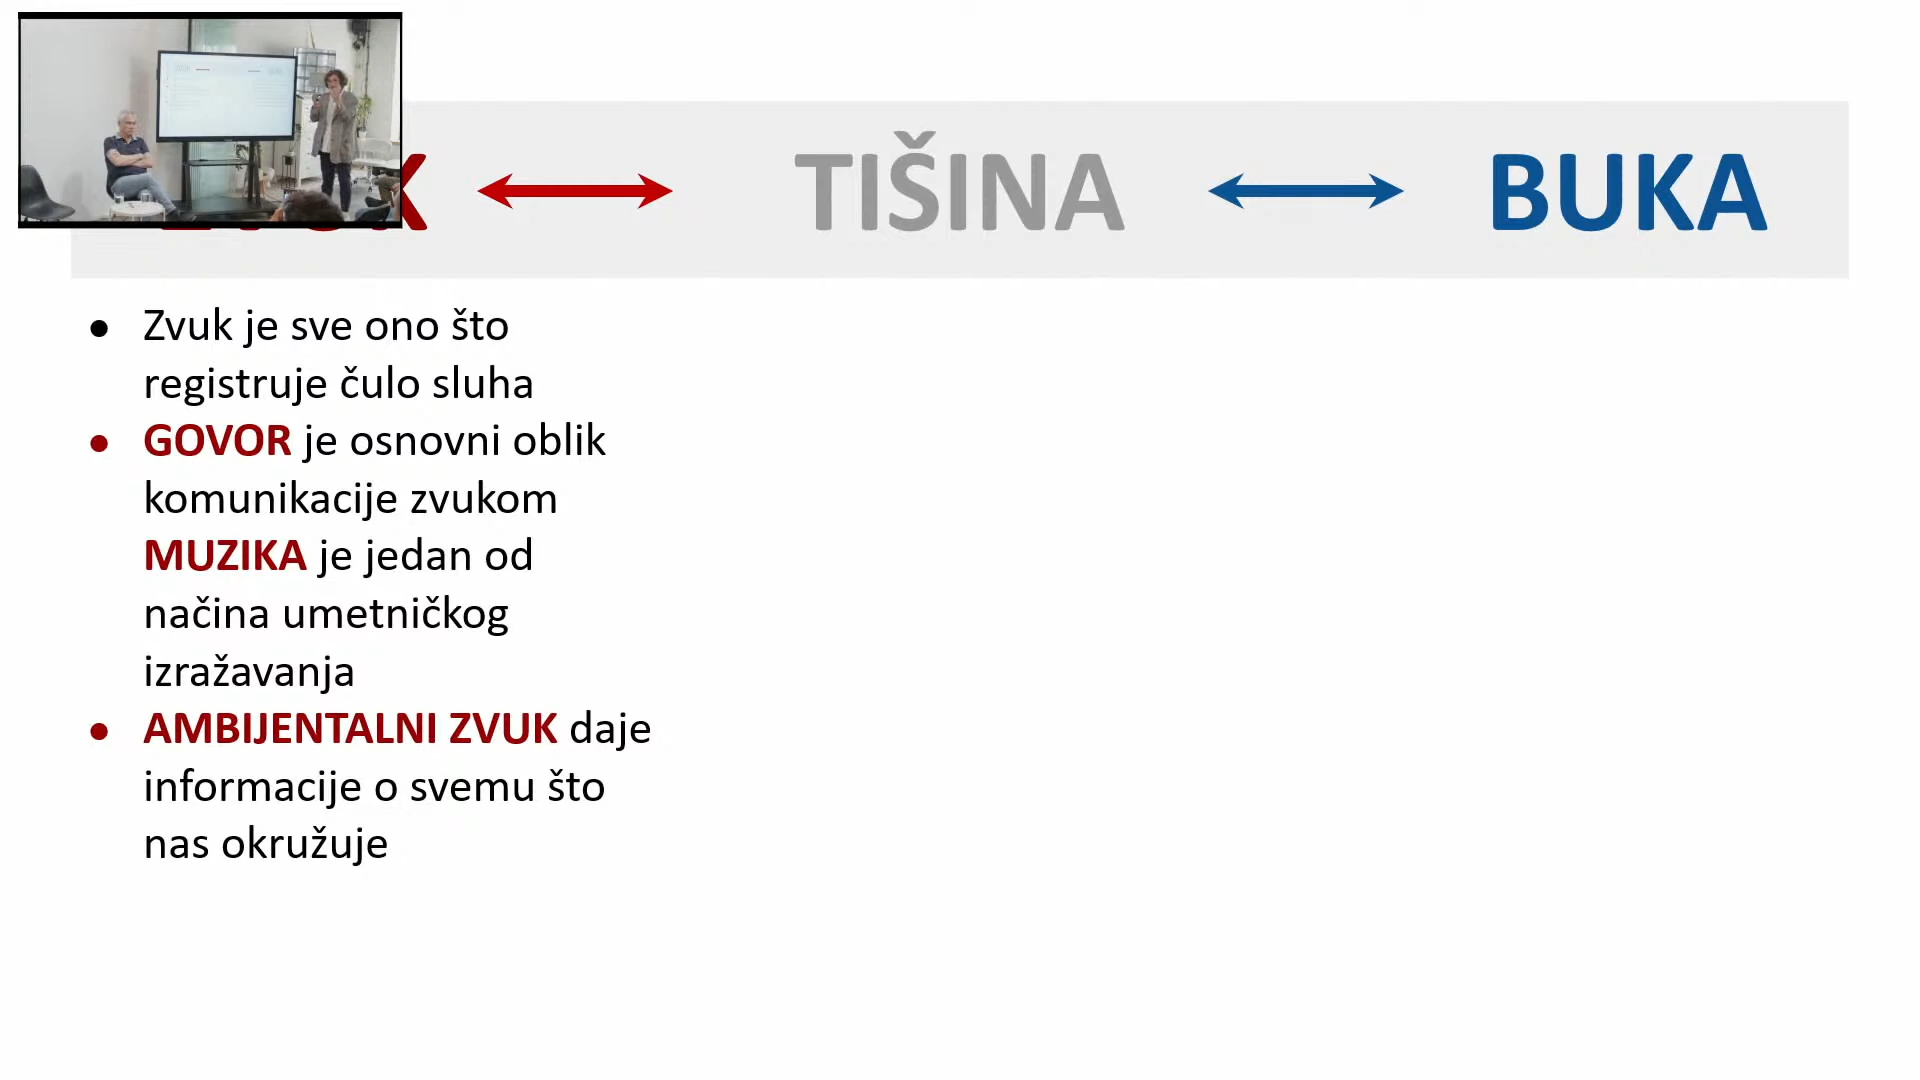 TIŠINA
BUKA
● Zvuk je sve ono što
registruje čulo sluha
● GOVOR je osnovni oblik
komunikacije zvukom
MUZIKA je jedan od
načina umetničkog
izražavanja
● AMBIJENTALNI ZVUK daje
informacije o svemu što
nas okružuje